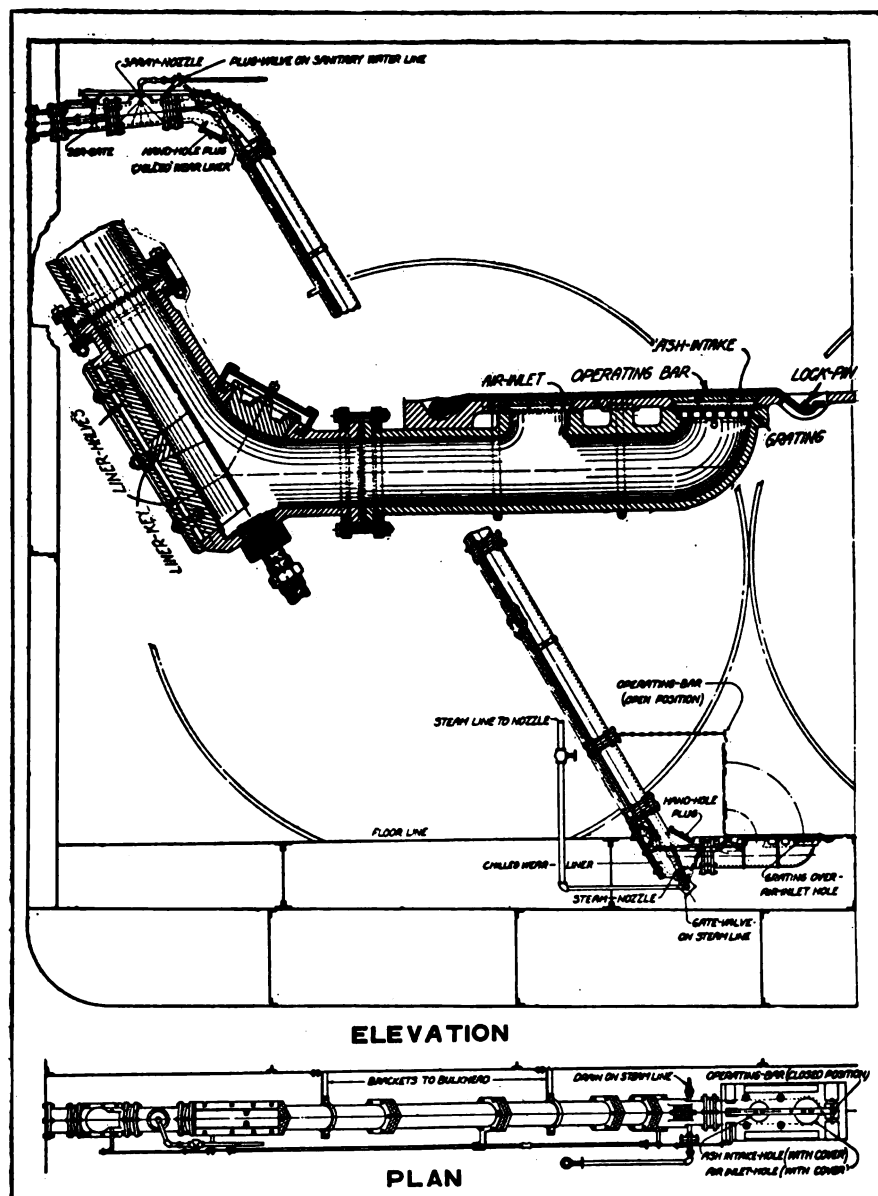 SPRAY-NOZZLE
PLUG-VALVE ON SANITARY WATER LINE
SEA-GATE
HAND-HOLE PLUG
CHILLED WEAR LINER
ASH-INTAKE
AIR-INLET
OPERATING BAR
LOCK-PIN
GRATING
LINER-HALVES
LINER-KEY
OPERATING-BAR
(OPEN POSITION)
STEAM LINE TO NOZZLE
HAND-HOLE
PLUG
FLOOR LINE
CHILLED WEAR-LINER
GRATING OVER-
AIR-INLET HOLE
STEAM-NOZZLE
GATE-VALVE-
ON STEAM LINE
ELEVATION
BRACKETS TO BULKHEAD
DRAIN ON STEAM LINE
OPERATING-BAR (CLOSED POSITION)
ASH INTAKE-HOLE (WITH COVER)
AIR INLET-HOLE (WITH COVER)
PLAN